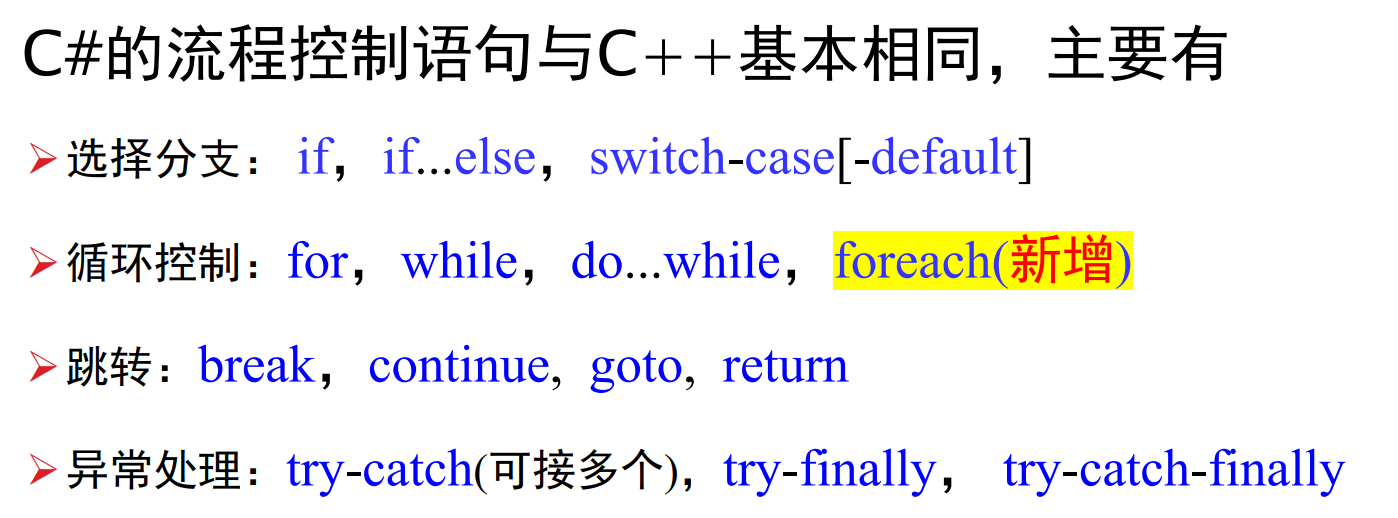 C#的流程控制语句与C++基本相同，主要有
➢选择分支：if，if...else，switch-case[-default]
➢循环控制：for，while，do...while，foreach(新增)
➢跳转：break，continue, goto, return
➢异常处理：try-catch(可接多个)，try-finally， try-catch-finally